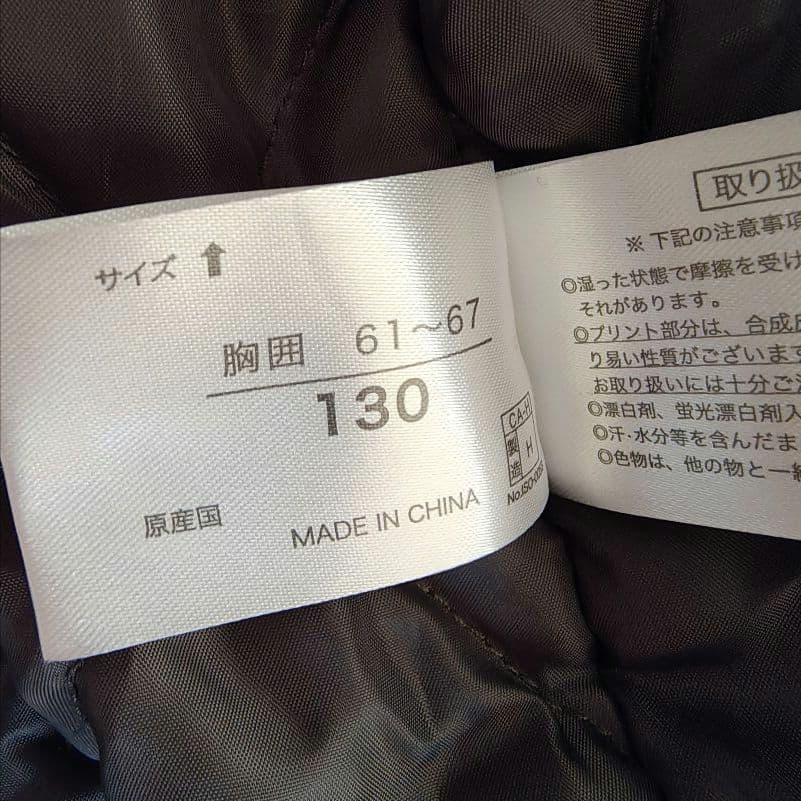 サイズ ⬆
胸囲 61〜67
130
原産国 MADE IN CHINA
CA-H
製造 H
取り扱
※下記の注意事項
◎湿った状態で摩擦を受け
それがあります。
◎プリント部分は、合成
り易い性質がございます
お取り扱いには十分ご
◎漂白剤、蛍光漂白剤入
◎汗・水分等を含んだま
◎色物は、他の物と一緒